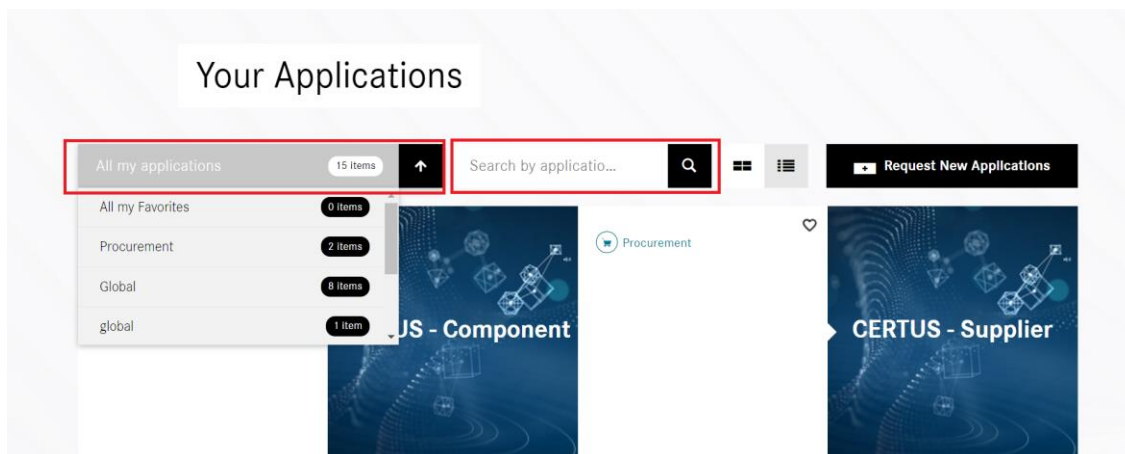 Your Applications
All my applications 15 items
Search by applicatio...
Request New Applications
All my Favorites 0 items
Procurement 2 items
Global 8 items
global 1 item
Procurement
US - Component
CERTUS - Supplier